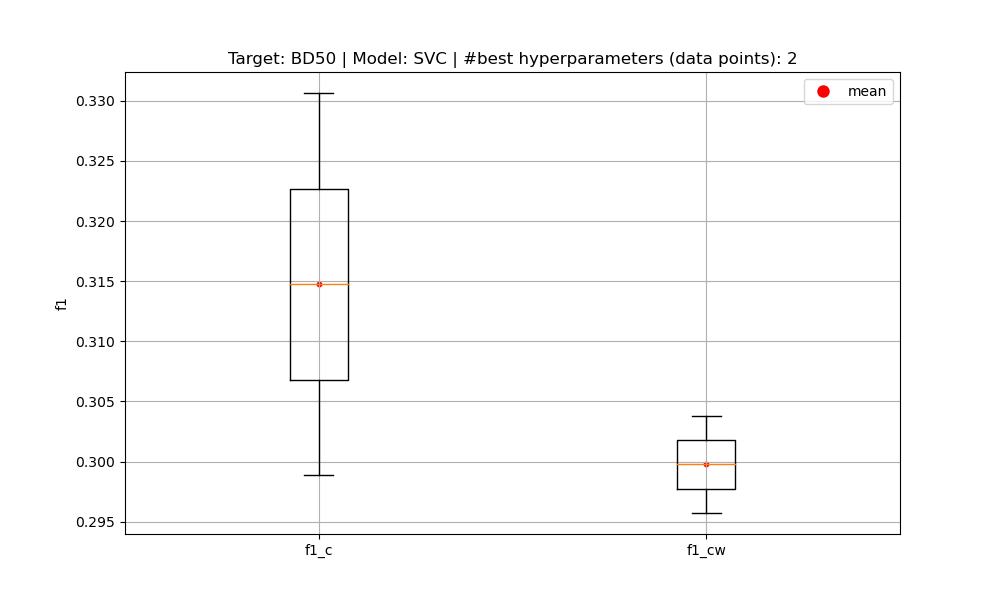 Target: BD50 | Model: SVC | #best hyperparameters (data points): 2
mean
0.330
0.325
0.320
0.315
0.310
0.305
0.300
0.295
f1
f1_c
f1_cw